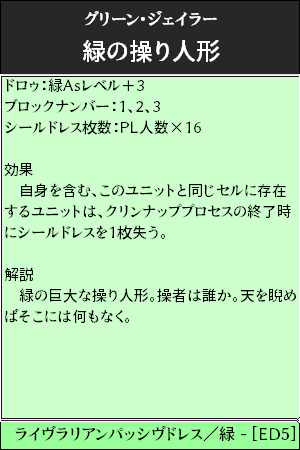 グリーン・ジェイラー
緑の操り人形
ドロゥ：緑Asレベル＋３
ブロックナンバー：１、２、３
シールドレス枚数：PL人数×16

効果
　自身を含む、このユニットと同じセルに存在
するユニットは、クリンナッププロセスの終了時
にシールドレスを1枚失う。

解説
　緑の巨大な操り人形。操者は誰か。天を睨め
ばそこには何もなく。

ライヴラリアンパッシヴドレス／緑 - [ED5]